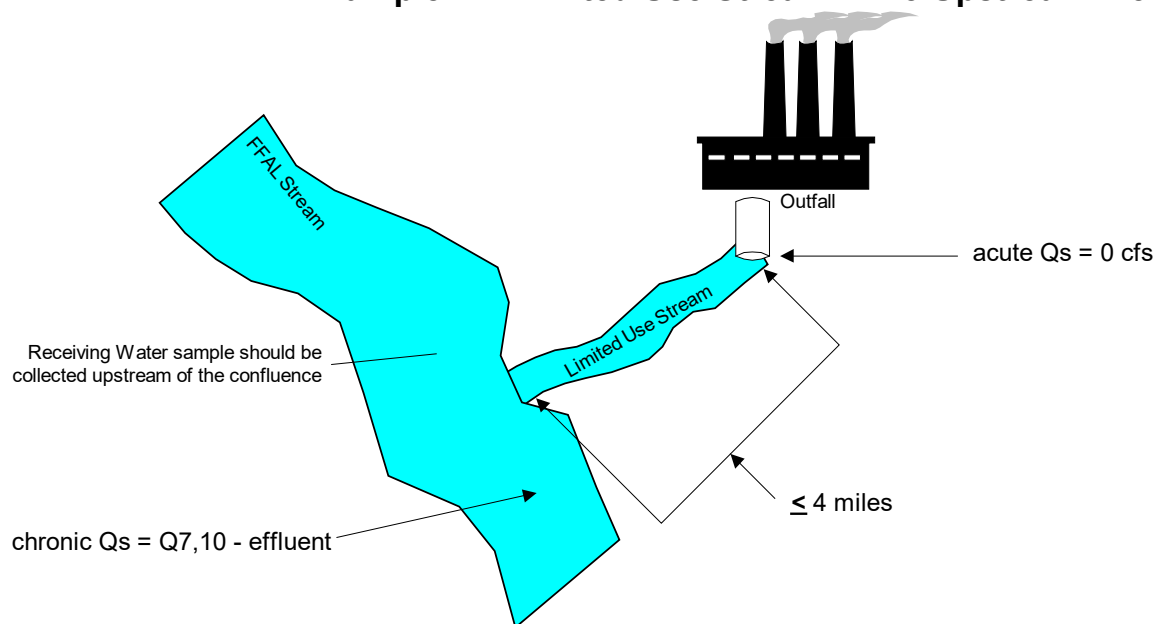 FFAL Stream
Outfall
acute Qs = 0 cfs
Limited Use Stream
Receiving Water sample should be
collected upstream of the confluence
≤ 4 miles
chronic Qs = Q7,10 - effluent